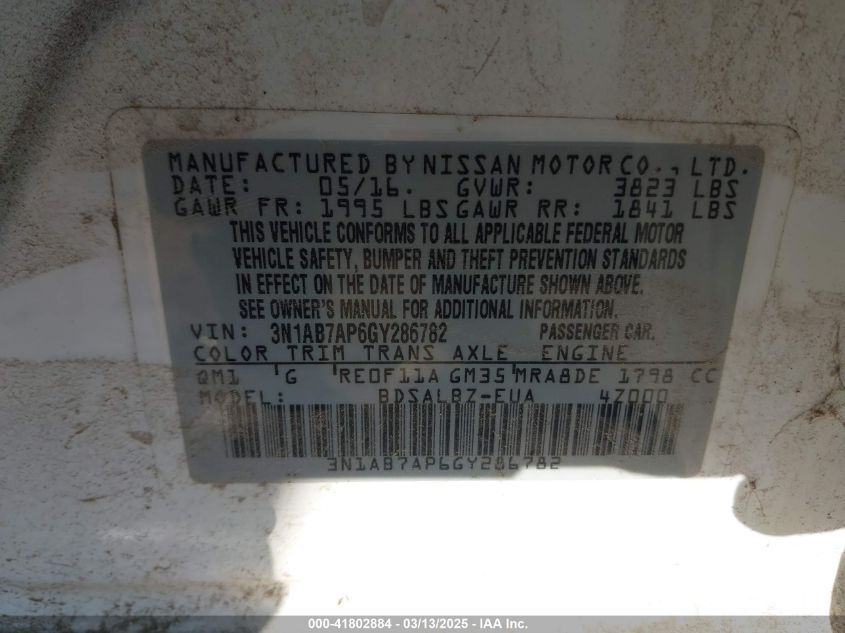 MANUFACTURED BY NISSAN MOTOR CO., LTD.
DATE: 05/16. GVWR: 3823 LBS
GAWR FR: 1995 LBS GAWR RR: 1841 LBS
THIS VEHICLE CONFORMS TO ALL APPLICABLE FEDERAL MOTOR
VEHICLE SAFETY, BUMPER AND THEFT PREVENTION STANDARDS
IN EFFECT ON THE DATE OF MANUFACTURE SHOWN ABOVE.
SEE OWNER'S MANUAL FOR ADDITIONAL INFORMATION.
VIN: 3N1AB7AP6GY286782 PASSENGER CAR.
COLOR TRIM TRANS AXLE ENGINE
QM1 G RE0F11A GM35 MRA8DE 1798 CC
MODEL: BDSALBZ-EUA 4Z000
3N1AB7AP6GY286782
000-41802884 / 03/13/2025 - IAA, Inc.